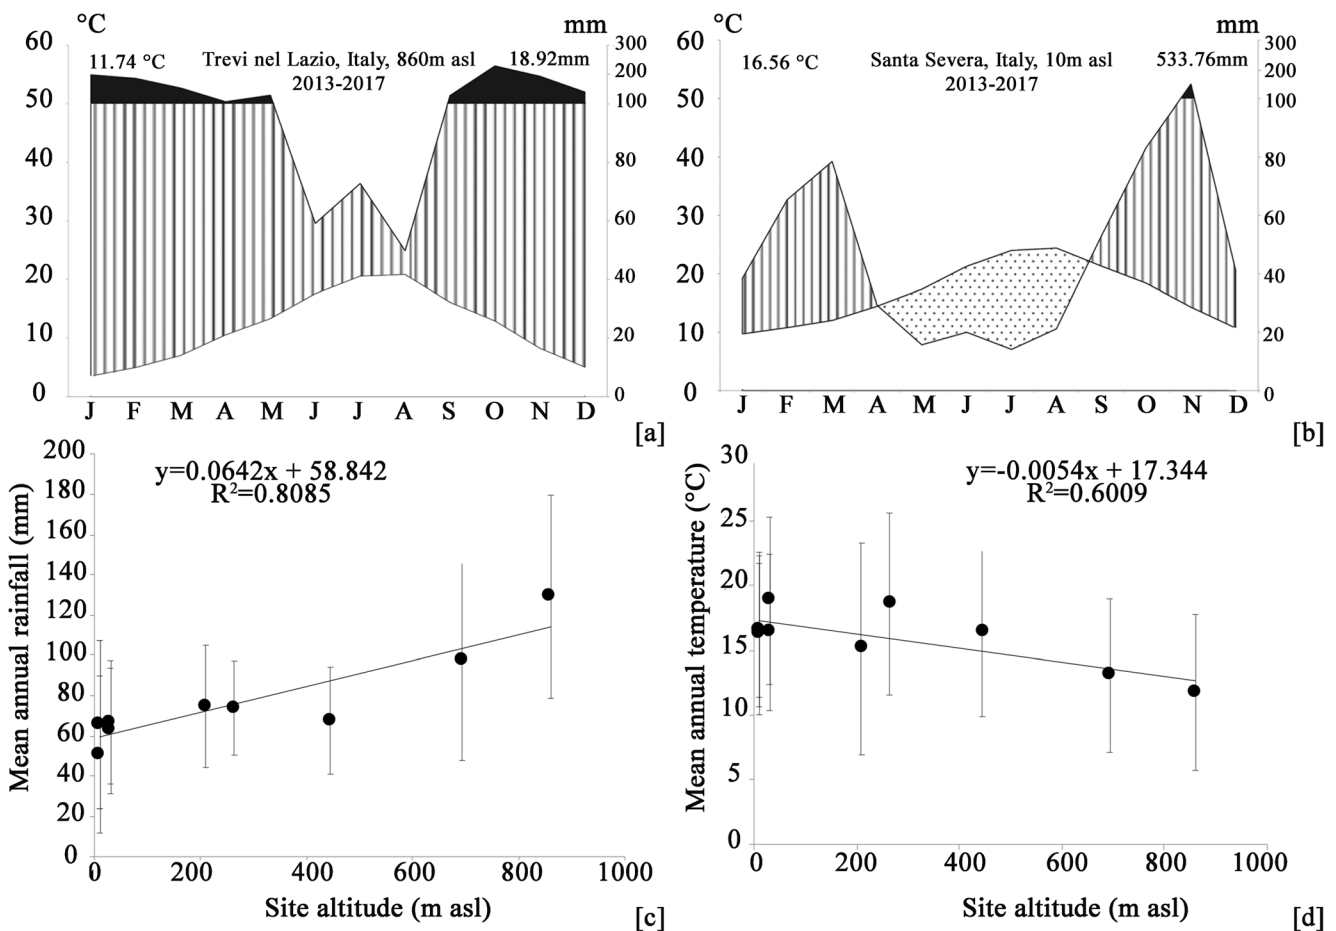 °C
mm
60
300
11.74 °C
Trevi nel Lazio, Italy, 860m asl
18.92mm
2013-2017
200
50
100
40
80
30
60
20
40
10
20
0
0
J F M A M J J A S O N D
[a]
°C
mm
60
300
16.56 °C
Santa Severa, Italy, 10m asl
533.76mm
2013-2017
200
50
100
40
80
30
60
20
40
10
20
0
0
J F M A M J J A S O N D
[b]
Mean annual rainfall (mm)
200
180
160
140
120
100
80
60
40
20
0
y=0.0642x + 58.842
R²=0.8085
0 200 400 600 800 1000
Site altitude (m asl)
[c]
Mean annual temperature (°C)
30
25
20
15
10
5
0
y=-0.0054x + 17.344
R²=0.6009
0 200 400 600 800 1000
Site altitude (m asl)
[d]